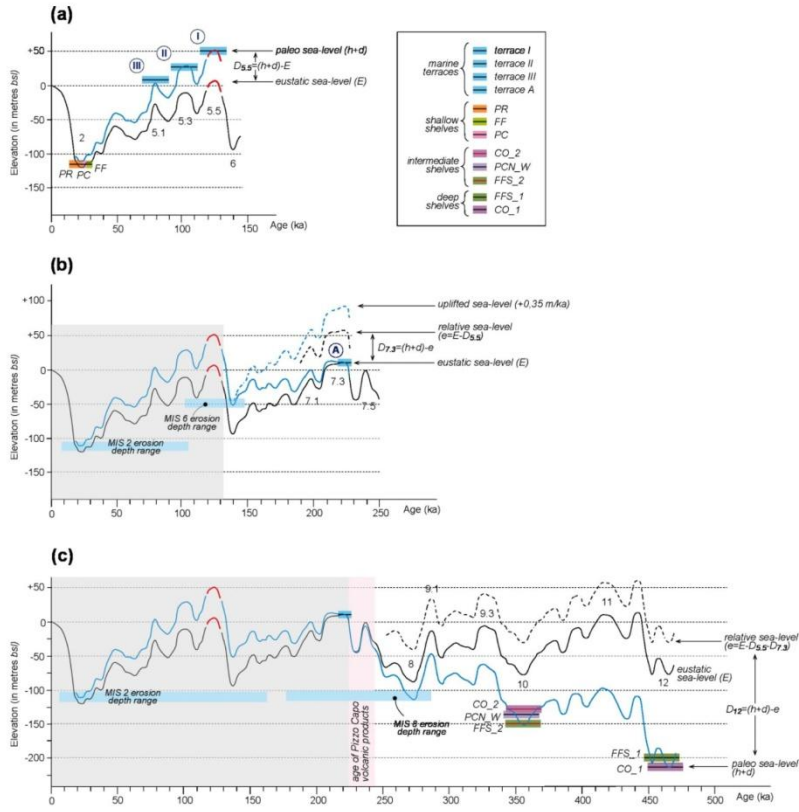 (a)
Elevation (in metres bsl)
+50
0
-50
-100
-150
I
II
III
paleo sea-level (h+d)
D5.5=(h+d)-E
eustatic sea-level (E)
2
5.1
5.3
5.5
6
PR
PC
FF
0
50
100
150
Age (ka)
marine
terraces
terrace I
terrace II
terrace III
terrace A
shallow
shelves
PR
FF
PC
intermediate
shelves
CO_2
PCN_W
FFS_2
deep
shelves
FFS_1
CO_1
(b)
Elevation (in metres bsl)
+100
+50
0
-50
-100
-150
uplifted sea-level (+0,35 m/ka)
relative sea-level
(e=E-D5.5)
A
D7.3=(h+d)-e
eustatic sea-level (E)
7.1
7.3
7.5
MIS 6 erosion
depth range
MIS 2 erosion
depth range
0
50
100
150
200
250
Age (ka)
(c)
Elevation (in metres bsl)
+50
0
-50
-100
-150
-200
9.1
9.3
11
8
10
12
relative sea-level
(e=E-D5.5-D7.3)
eustatic
sea-level (E)
MIS 2 erosion
depth range
MIS 8 erosion
depth range
age of Pizzo Capo
volcanic products
CO_2
PCN_W
FFS_2
D12=(h+d)-e
FFS_1
CO_1
paleo sea-level
(h+d)
0
50
100
150
200
250
300
350
400
450
500
Age (ka)